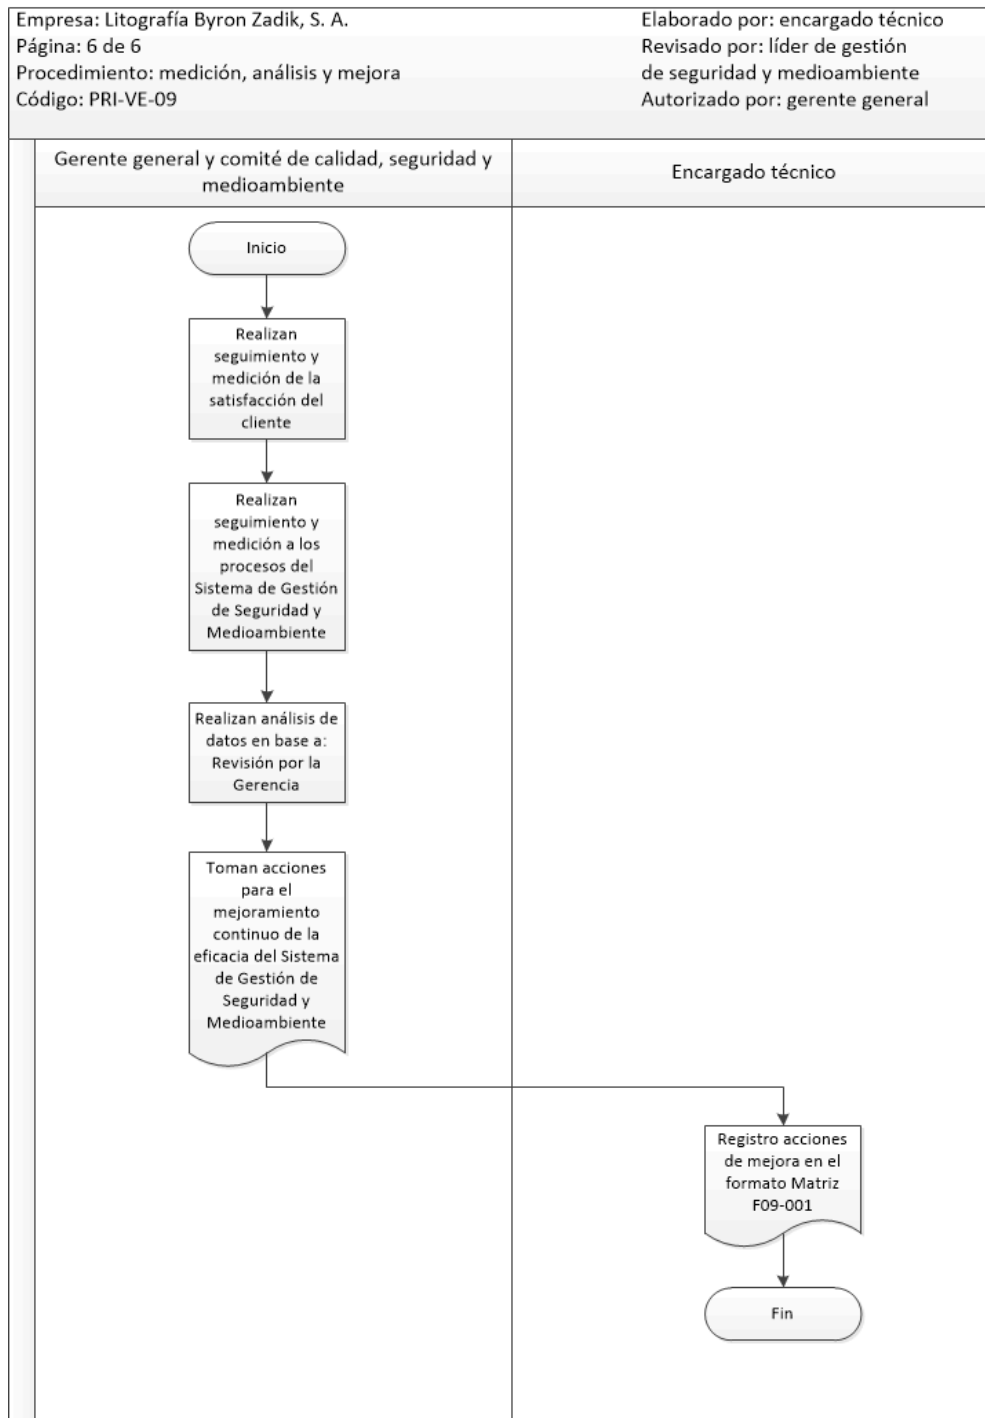 Empresa: Litografía Byron Zadik, S. A.
Página: 6 de 6
Procedimiento: medición, análisis y mejora
Código: PRI-VE-09
Elaborado por: encargado técnico
Revisado por: líder de gestión
de seguridad y medioambiente
Autorizado por: gerente general
Gerente general y comité de calidad, seguridad y
medioambiente
Encargado técnico
Inicio
Realizan
seguimiento y
medición de la
satisfacción del
cliente
Realizan
seguimiento y
medición a los
procesos del
Sistema de Gestión
de Seguridad y
Medioambiente
Realizan análisis de
datos en base a:
Revisión por la
Gerencia
Toman acciones
para el
mejoramiento
continuo de la
eficacia del Sistema
de Gestión de
Seguridad y
Medioambiente
Registro acciones
de mejora en el
formato Matriz
F09-001
Fin